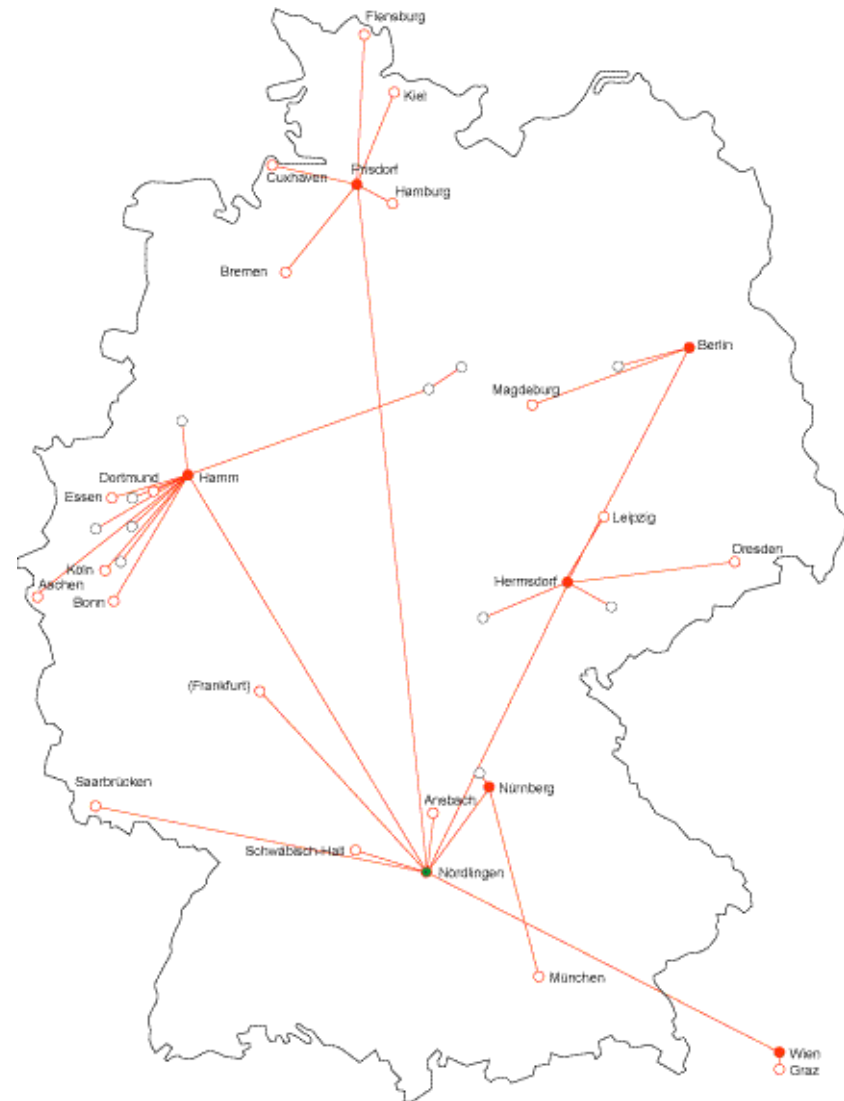 Flensburg
Kiel
Prisdorf
Cuxhaven
Hamburg
Bremen
Berlin
Magdeburg
Dortmund
Hamm
Essen
Leipzig
Dresden
Köln
Hermsdorf
Aachen
Bonn
(Frankfurt)
Saarbrücken
Nürnberg
Ansbach
Schwäbisch-Hall
Nördlingen
München
Wien
Graz